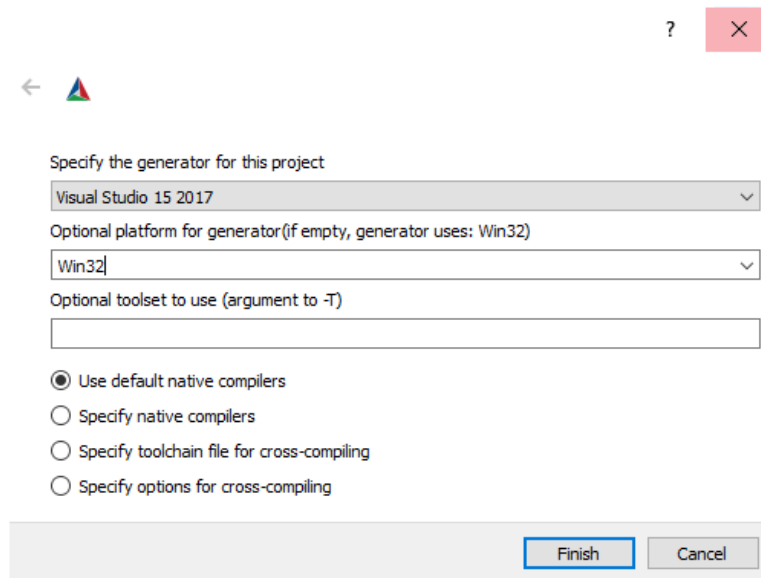 ?
Specify the generator for this project
Visual Studio 15 2017
Optional platform for generator(if empty, generator uses: Win32)
Win32
Optional toolset to use (argument to -T)
Use default native compilers
Specify native compilers
Specify toolchain file for cross-compiling
Specify options for cross-compiling
Finish Cancel